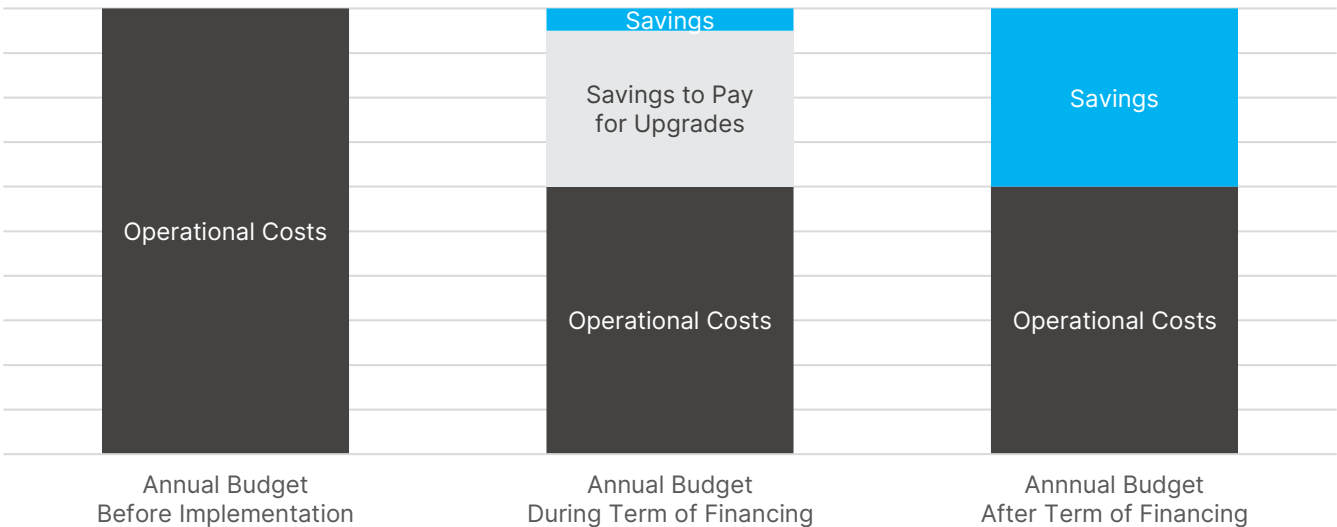 Savings
Savings to Pay
for Upgrades
Savings
Operational Costs
Operational Costs
Operational Costs
Annual Budget
Before Implementation
Annual Budget
During Term of Financing
Annnual Budget
After Term of Financing